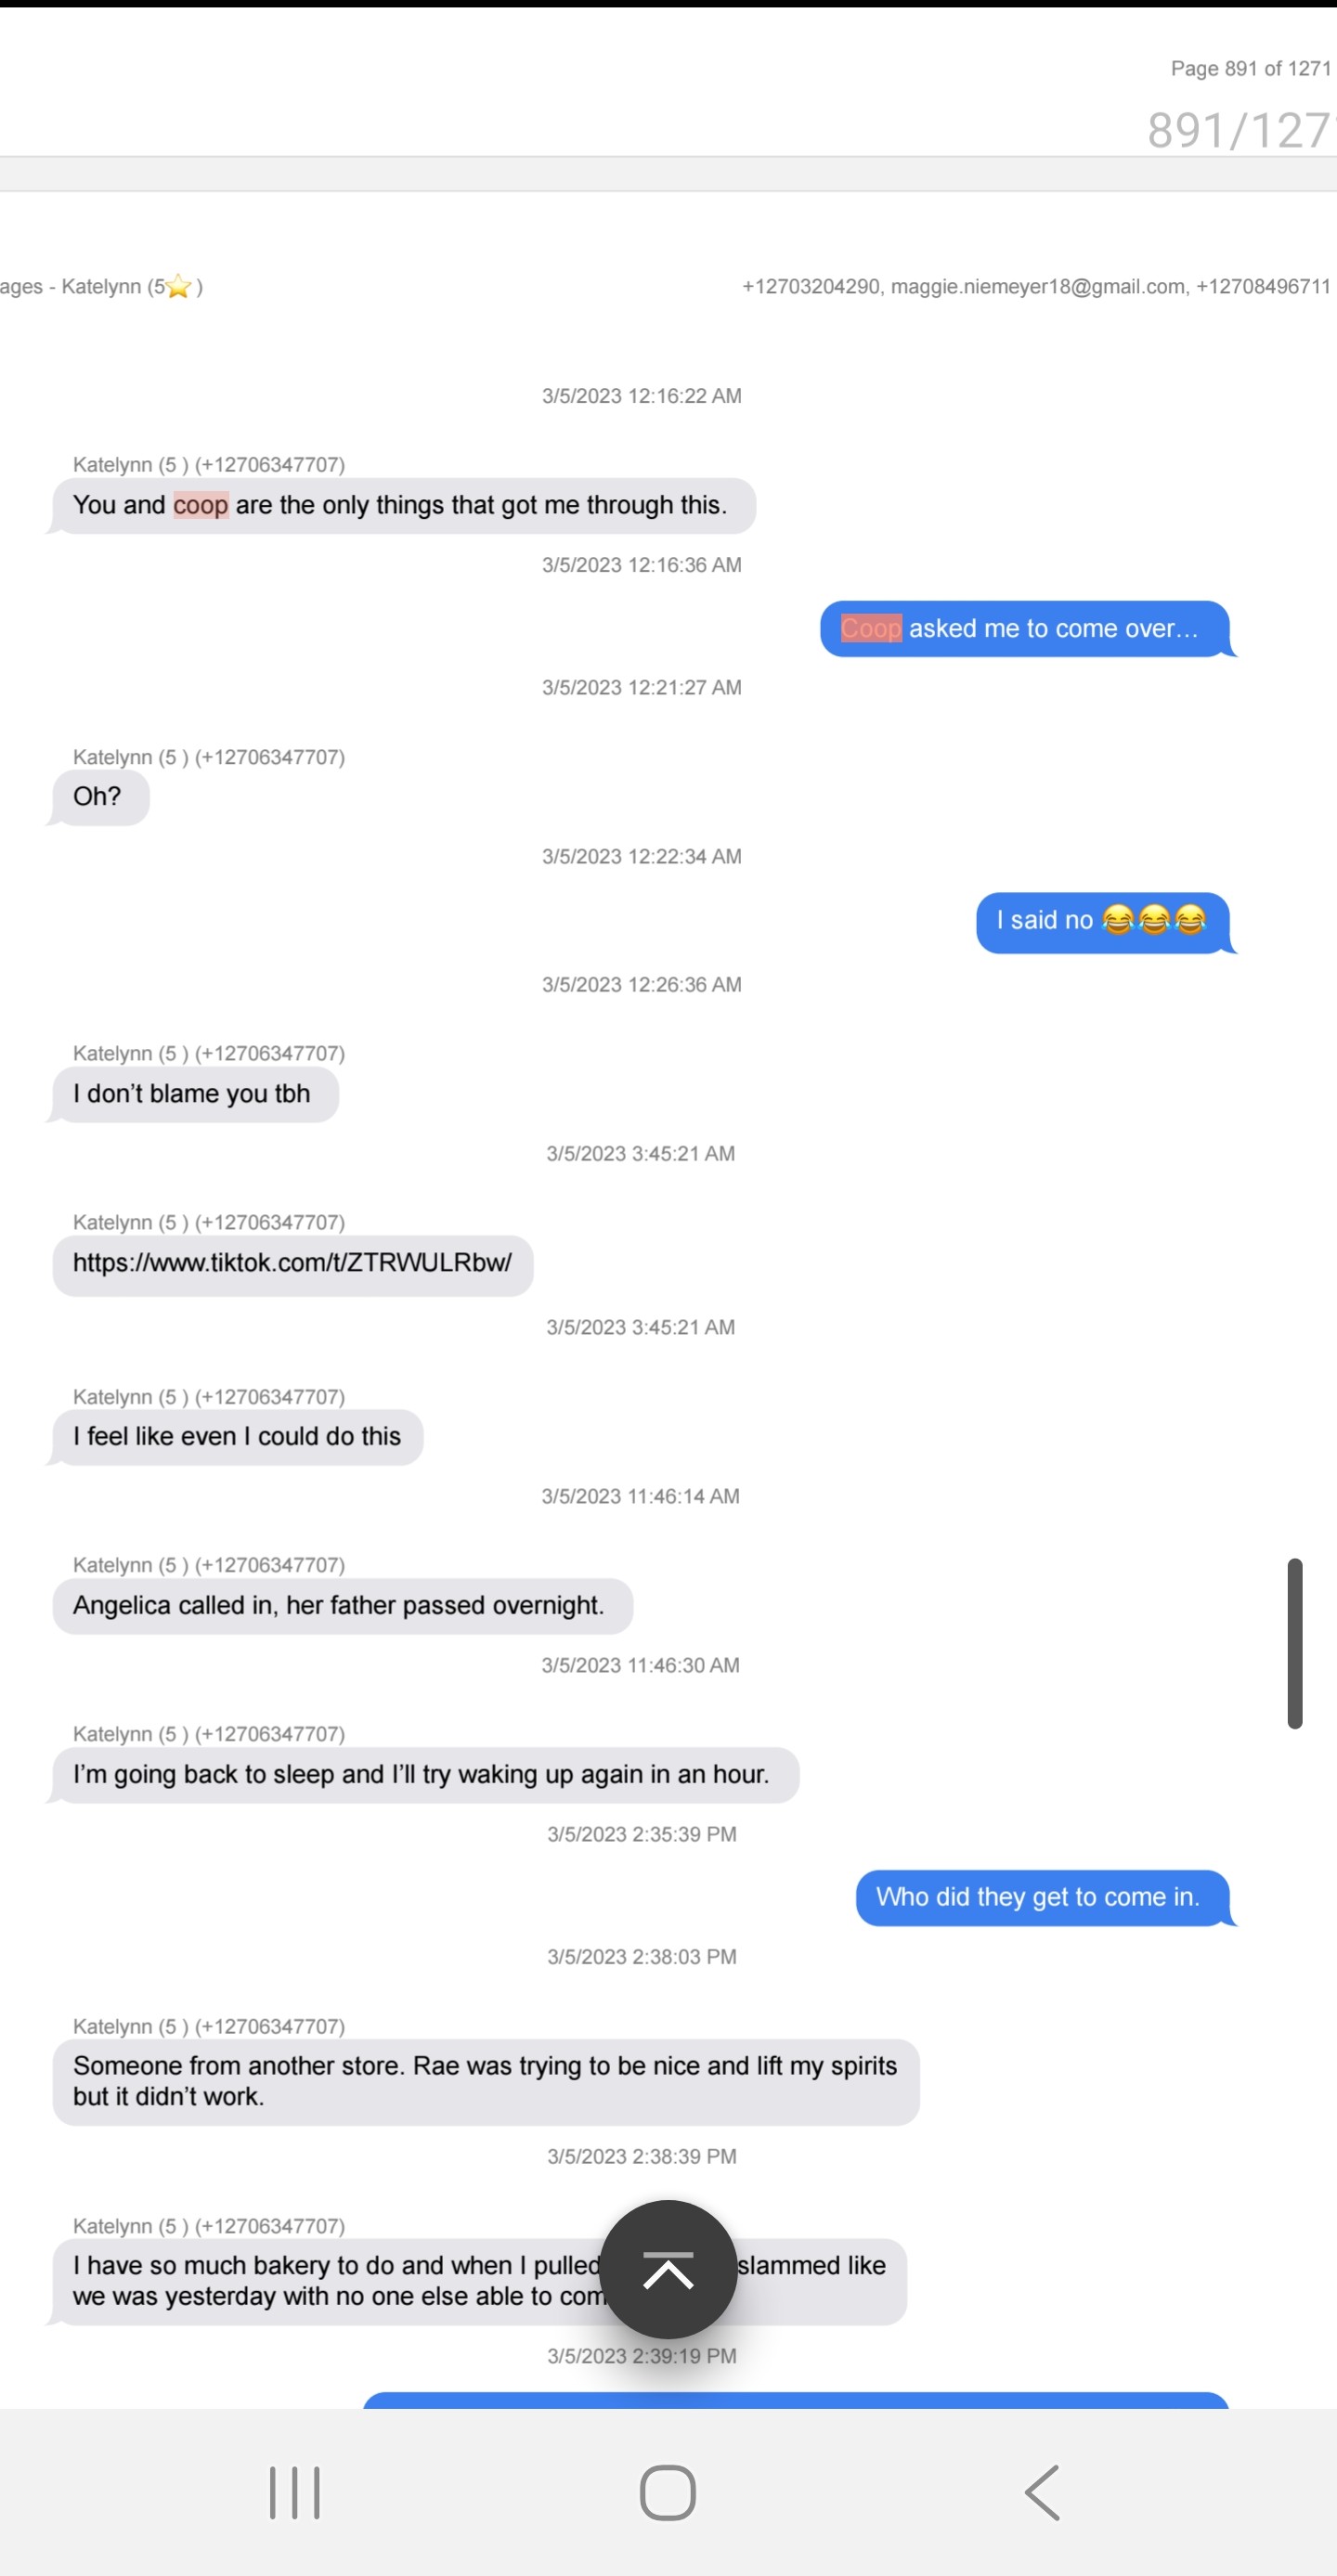 Page 891 of 1271
891/127
ages - Katelynn (5⭐ )
+12703204290, maggie.niemeyer18@gmail.com, +12708496711
3/5/2023 12:16:22 AM
Katelynn (5 ) (+12706347707)
You and coop are the only things that got me through this.
3/5/2023 12:16:36 AM
Coop asked me to come over…
3/5/2023 12:21:27 AM
Katelynn (5 ) (+12706347707)
Oh?
3/5/2023 12:22:34 AM
I said no 😂😂😂
3/5/2023 12:26:36 AM
Katelynn (5 ) (+12706347707)
I don’t blame you tbh
3/5/2023 3:45:21 AM
Katelynn (5 ) (+12706347707)
https://www.tiktok.com/t/ZTRWULRbw/
3/5/2023 3:45:21 AM
Katelynn (5 ) (+12706347707)
I feel like even I could do this
3/5/2023 11:46:14 AM
Katelynn (5 ) (+12706347707)
Angelica called in, her father passed overnight.
3/5/2023 11:46:30 AM
Katelynn (5 ) (+12706347707)
I’m going back to sleep and I’ll try waking up again in an hour.
3/5/2023 2:35:39 PM
Who did they get to come in.
3/5/2023 2:38:03 PM
Katelynn (5 ) (+12706347707)
Someone from another store. Rae was trying to be nice and lift my spirits
but it didn’t work.
3/5/2023 2:38:39 PM
Katelynn (5 ) (+12706347707)
I have so much bakery to do and when I pulled slammed like
we was yesterday with no one else able to com
3/5/2023 2:39:19 PM